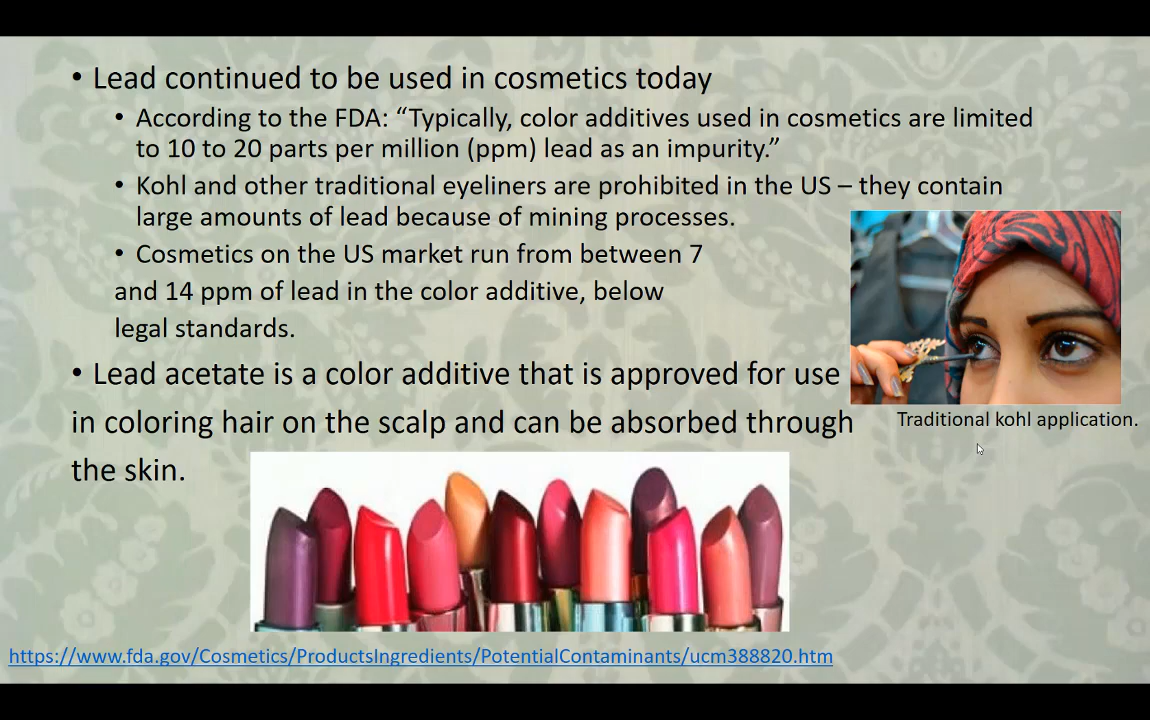 • Lead continued to be used in cosmetics today
• According to the FDA: “Typically, color additives used in cosmetics are limited
to 10 to 20 parts per million (ppm) lead as an impurity.”
• Kohl and other traditional eyeliners are prohibited in the US – they contain
large amounts of lead because of mining processes.
• Cosmetics on the US market run from between 7
and 14 ppm of lead in the color additive, below
legal standards.
• Lead acetate is a color additive that is approved for use
in coloring hair on the scalp and can be absorbed through
the skin.
Traditional kohl application.
https://www.fda.gov/Cosmetics/ProductsIngredients/PotentialContaminants/ucm388820.htm